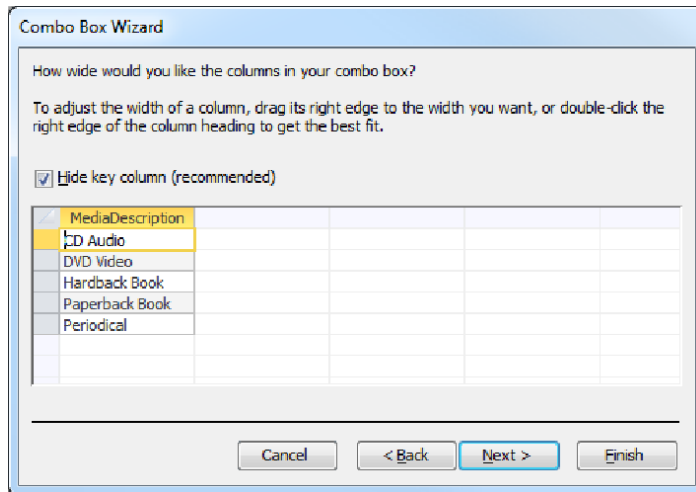 Combo Box Wizard
How wide would you like the columns in your combo box?
To adjust the width of a column, drag its right edge to the width you want, or double-click the
right edge of the column heading to get the best fit.
Hide key column (recommended)
MediaDescription
CD Audio
DVD Video
Hardback Book
Paperback Book
Periodical
Cancel < Back Next > Finish